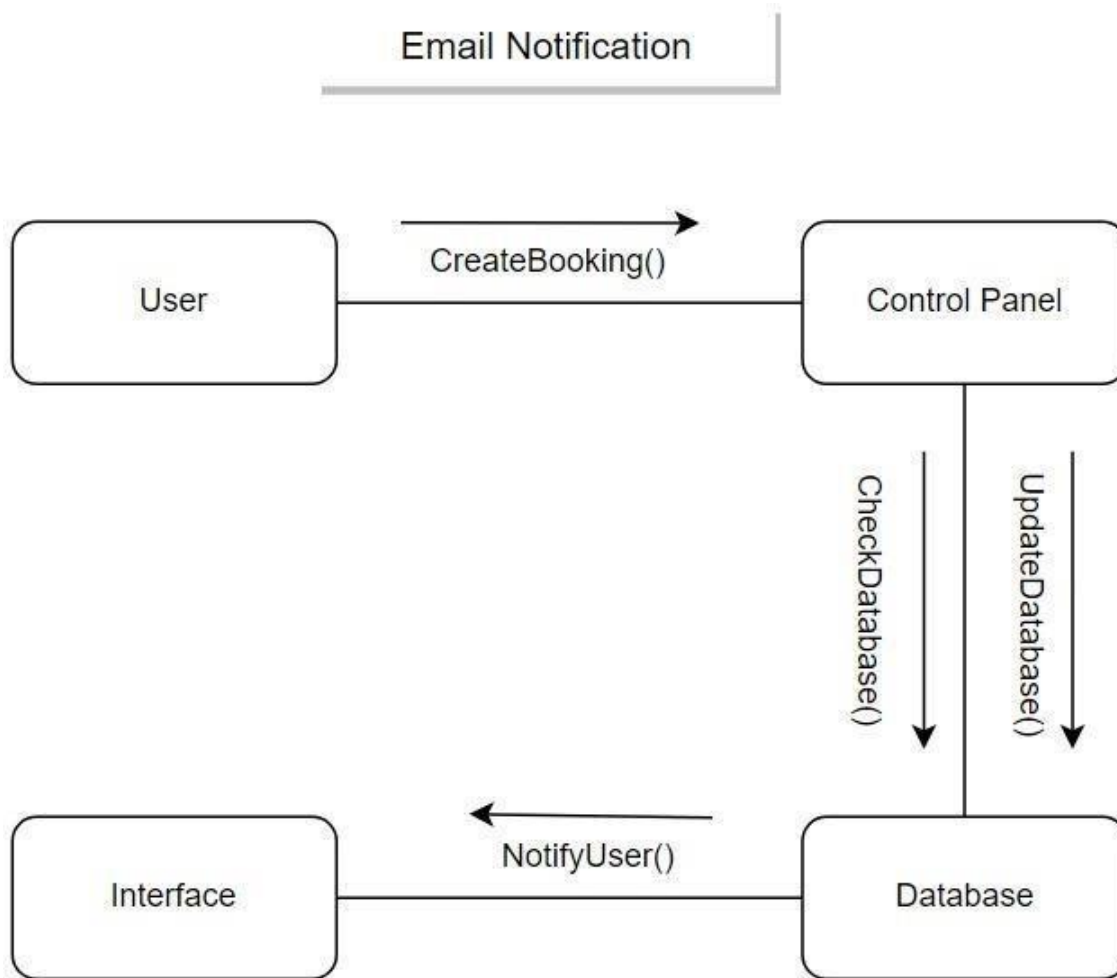 Email Notification
User
CreateBooking()
Control Panel
CheckDatabase()
UpdateDatabase()
Interface
NotifyUser()
Database